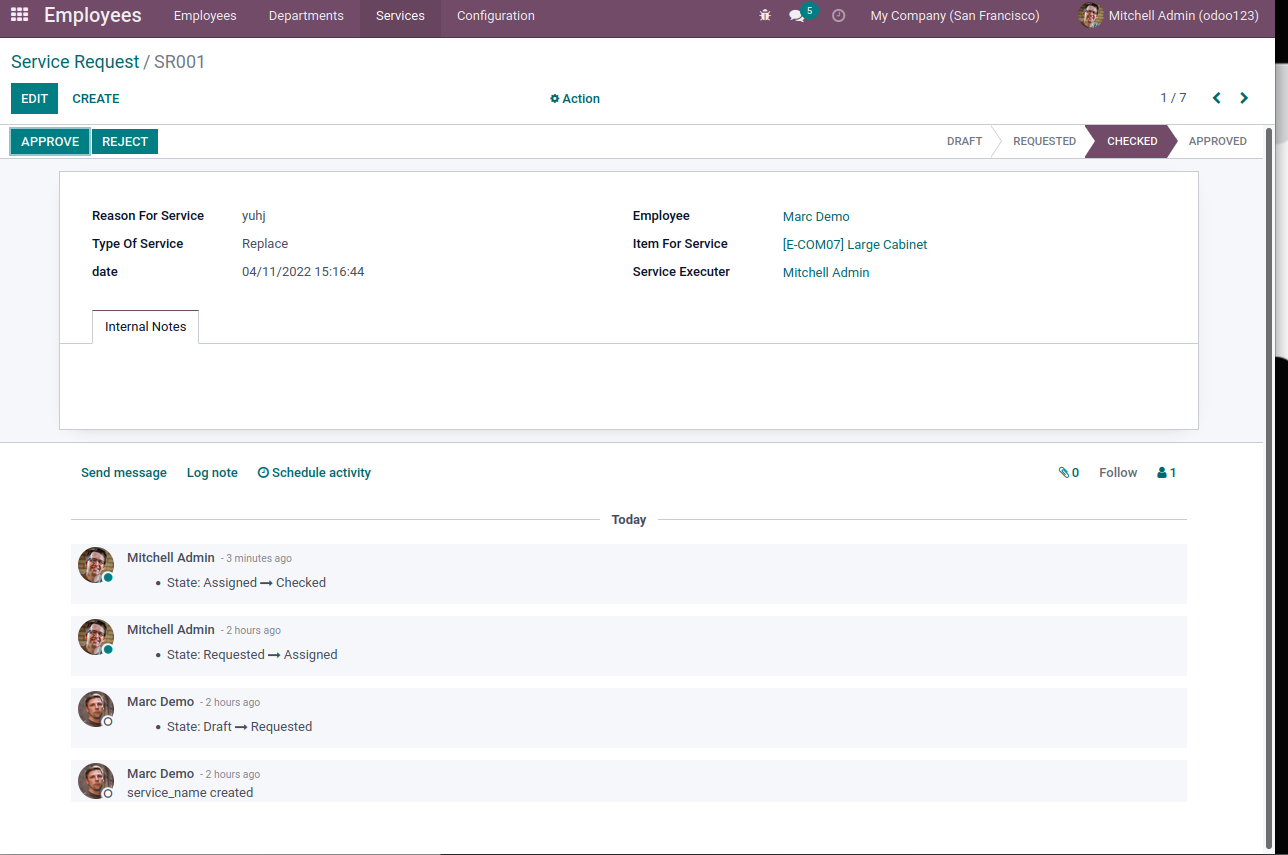 Employees Employees Departments Services Configuration 5 My Company (San Francisco) Mitchell Admin (odoo123)
Service Request / SR001
EDIT CREATE Action 1 / 7
APPROVE REJECT DRAFT REQUESTED CHECKED APPROVED
Reason For Service yuhj Employee Marc Demo
Type Of Service Replace Item For Service [E-COM07] Large Cabinet
date 04/11/2022 15:16:44 Service Executer Mitchell Admin
Internal Notes
Send message Log note Schedule activity 0 Follow 1
Today
Mitchell Admin - 3 minutes ago
• State: Assigned → Checked
Mitchell Admin - 2 hours ago
• State: Requested → Assigned
Marc Demo - 2 hours ago
• State: Draft → Requested
Marc Demo - 2 hours ago
service_name created